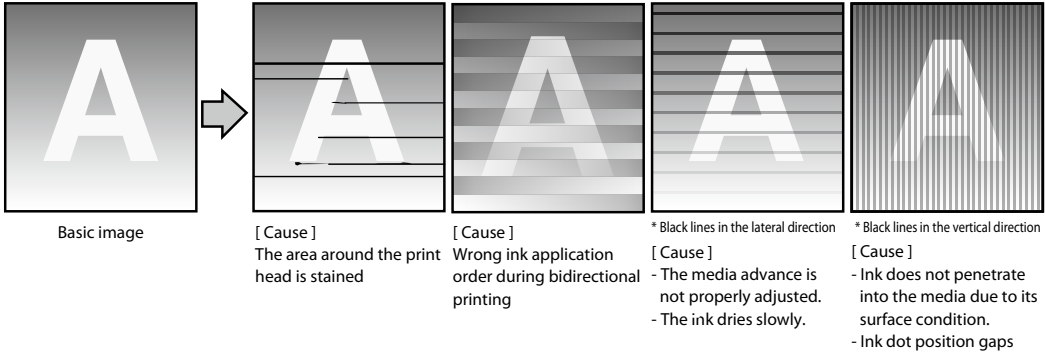 A
A
A
A
A
Basic image
[ Cause ]
The area around the print
head is stained
[ Cause ]
Wrong ink application
order during bidirectional
printing
* Black lines in the lateral direction
[ Cause ]
- The media advance is
not properly adjusted.
- The ink dries slowly.
* Black lines in the vertical direction
[ Cause ]
- Ink does not penetrate
into the media due to its
surface condition.
- Ink dot position gaps